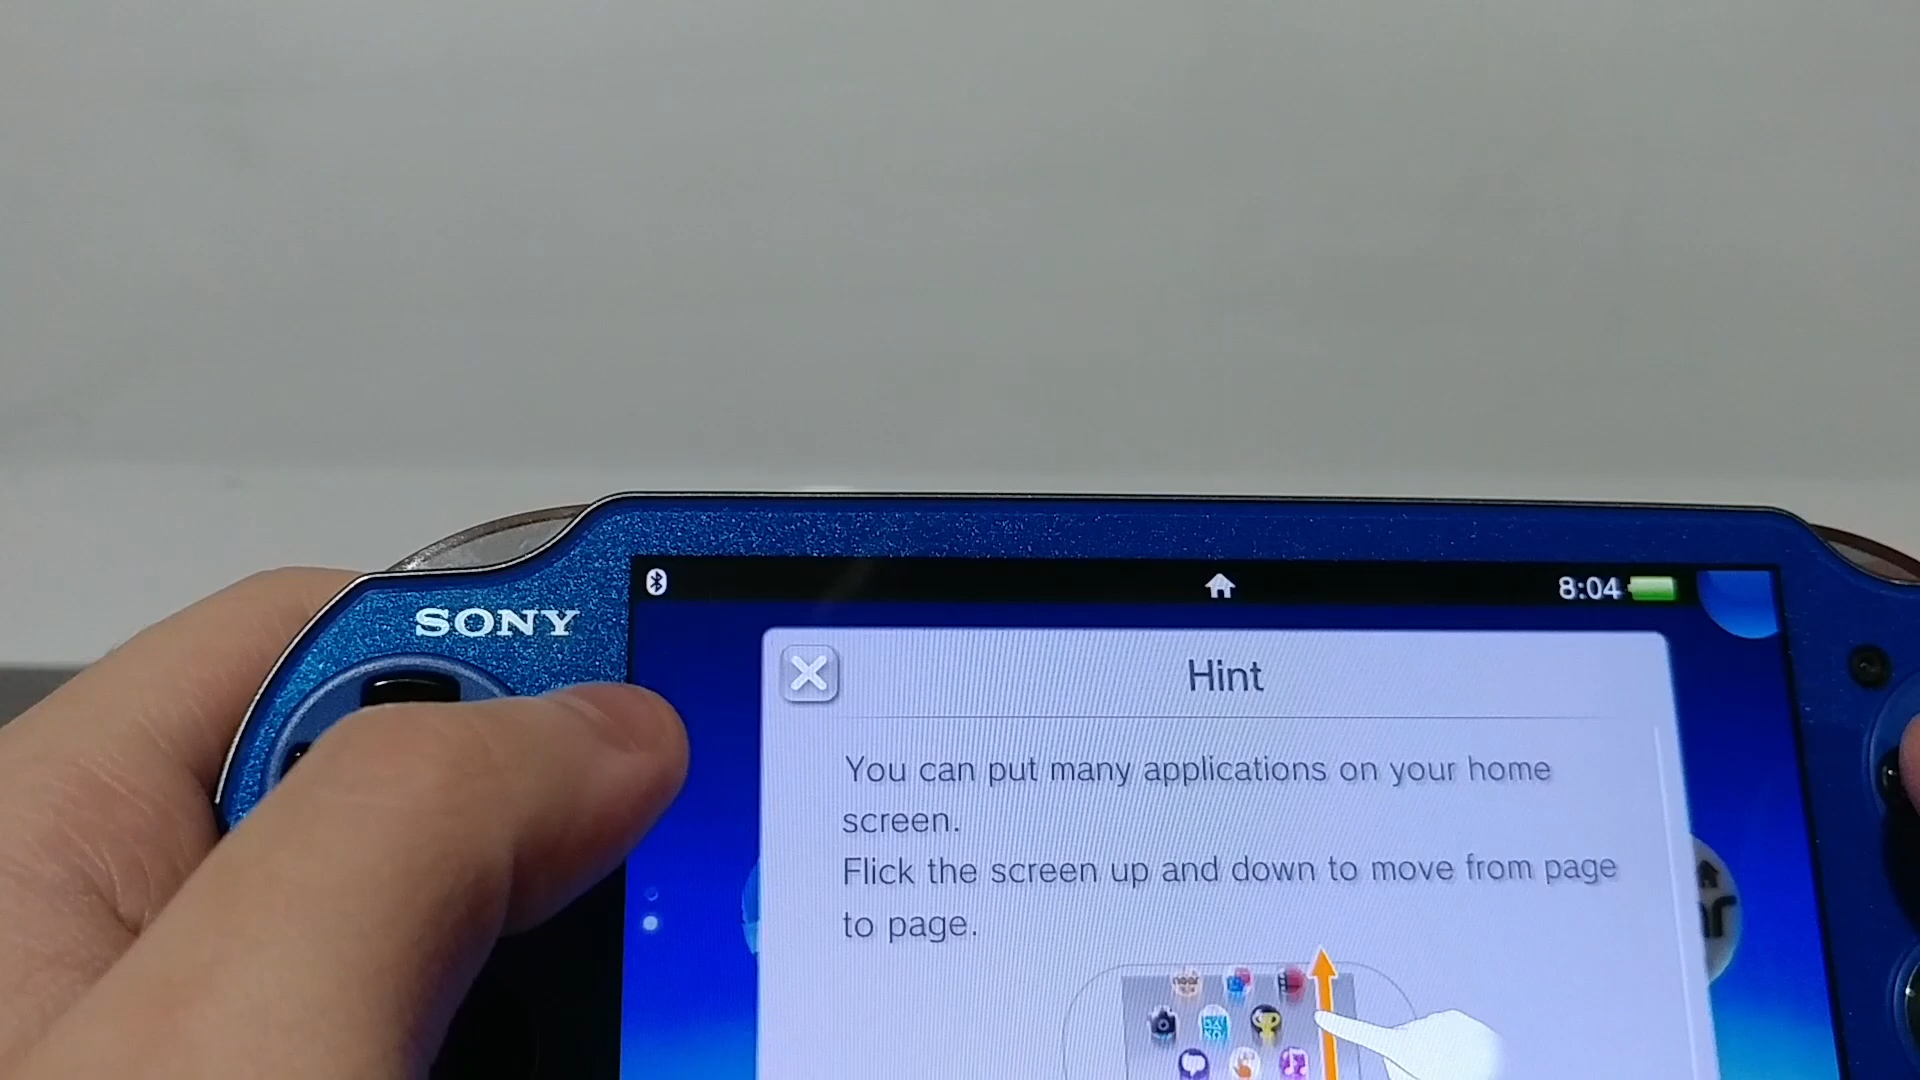 SONY
8:04
Hint
You can put many applications on your home
screen.
Flick the screen up and down to move from page
to page.
near